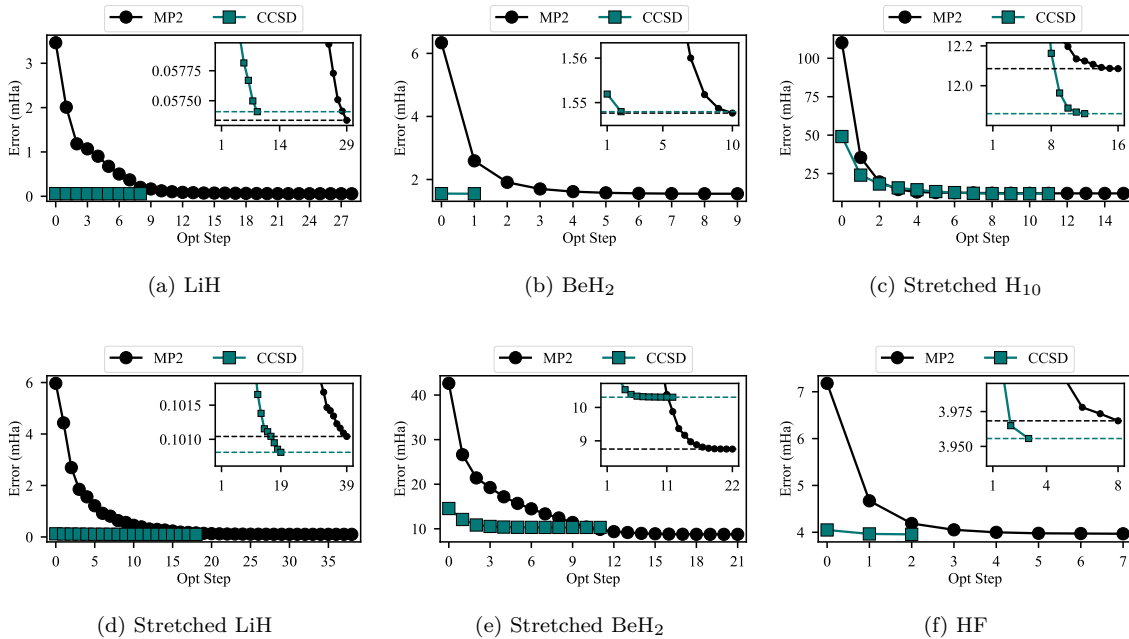 MP2 CCSD
Error (mHa)
3
2
1
0
0.05775
0.05750
1 14 29
0 3 6 9 12 15 18 21 24 27
Opt Step
(a) LiH
MP2 CCSD
Error (mHa)
6
4
2
1.56
1.55
1 5 10
0 1 2 3 4 5 6 7 8 9
Opt Step
(b) BeH₂
MP2 CCSD
Error (mHa)
100
75
50
25
12.2
12.0
1 8 16
0 2 4 6 8 10 12 14
Opt Step
(c) Stretched H₁₀
MP2 CCSD
Error (mHa)
6
4
2
0
0.1015
0.1010
1 19 39
0 5 10 15 20 25 30 35
Opt Step
(d) Stretched LiH
MP2 CCSD
Error (mHa)
40
30
20
10
10
9
1 11 22
0 3 6 9 12 15 18 21
Opt Step
(e) Stretched BeH₂
MP2 CCSD
Error (mHa)
7
6
5
4
3.975
3.950
1 4 8
0 1 2 3 4 5 6 7
Opt Step
(f) HF